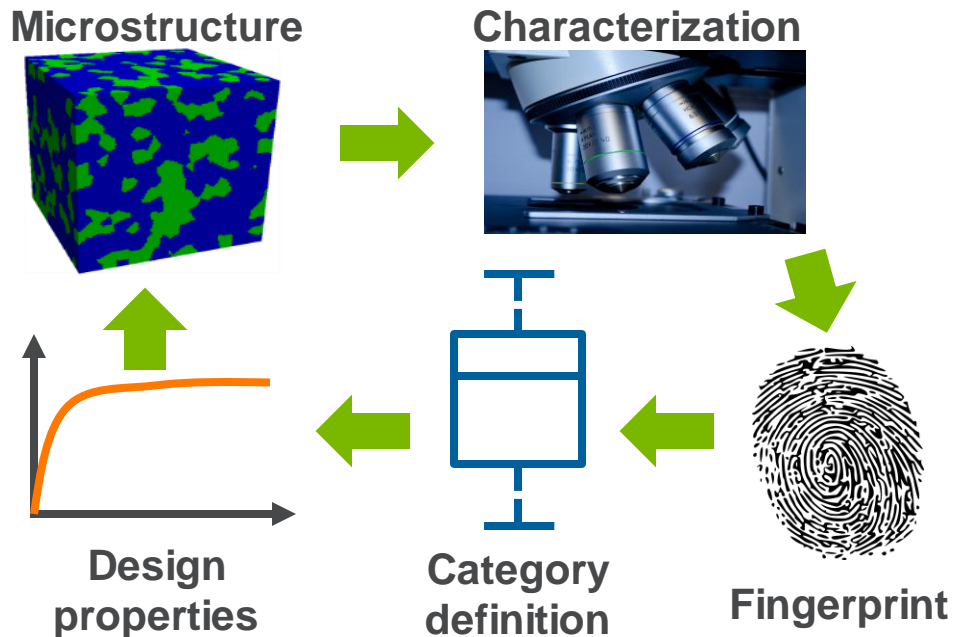 Microstructure
Characterization
Design
properties
Category
definition
Fingerprint